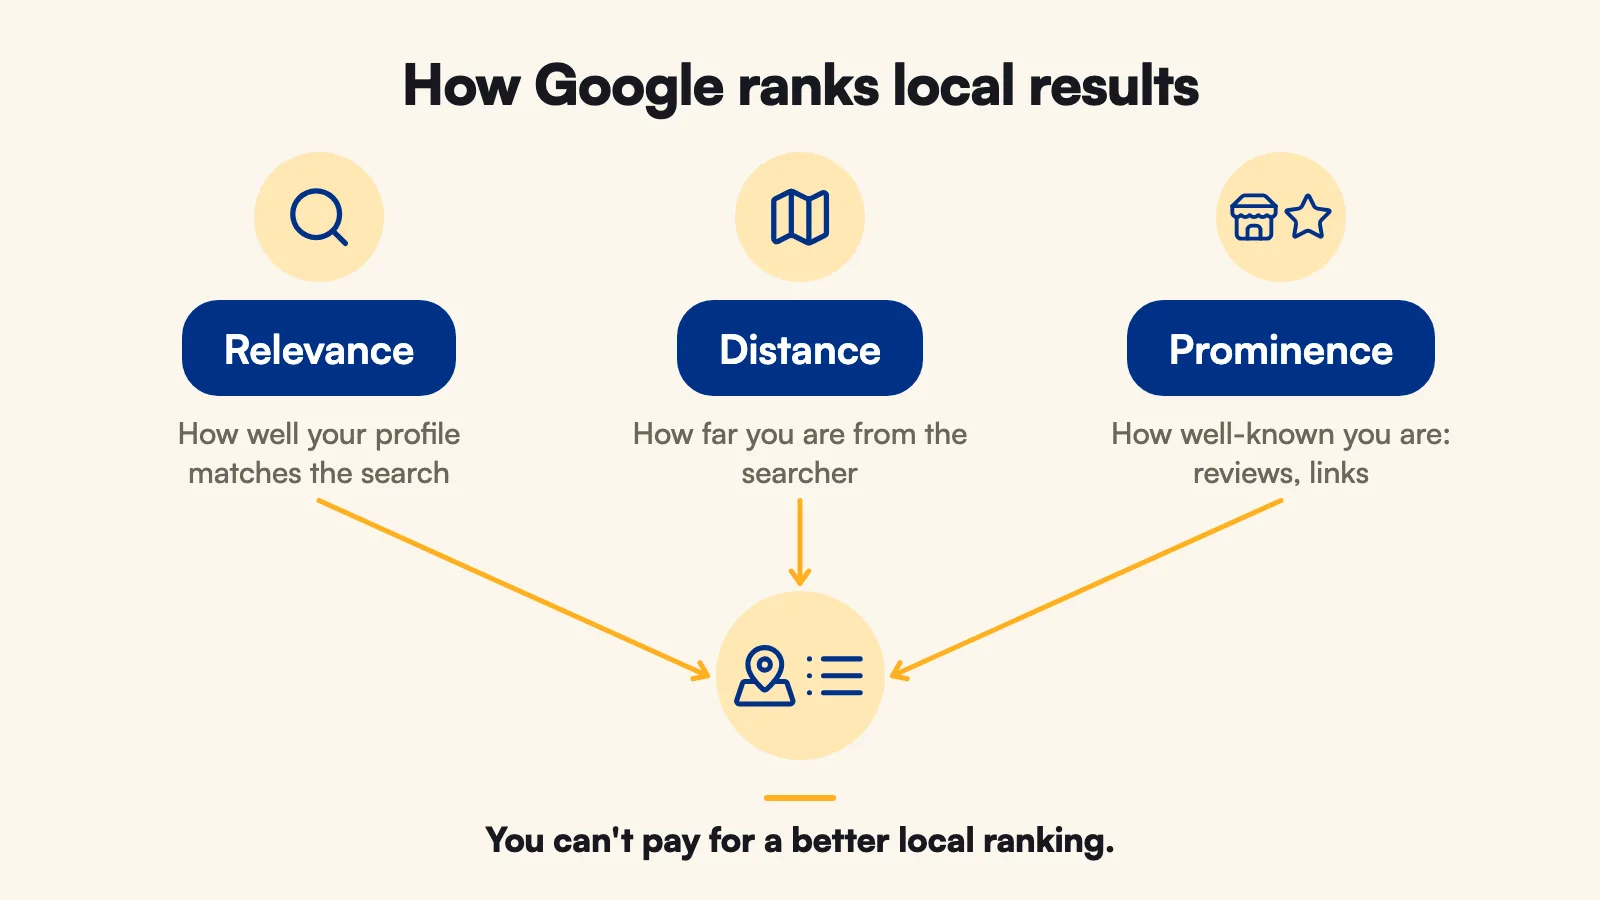 How Google ranks local results
Relevance
How well your profile
matches the search
Distance
How far you are from the
searcher
Prominence
How well-known you are:
reviews, links
You can't pay for a better local ranking.